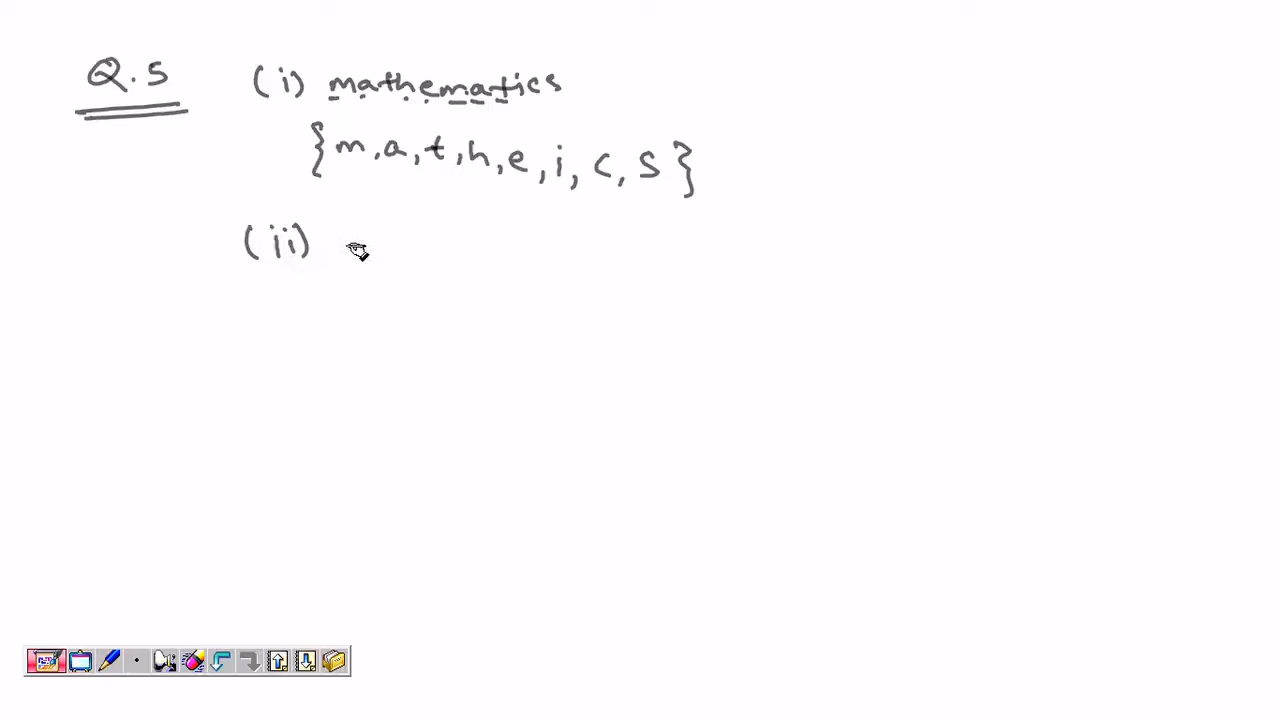 Q.5 (i) mathematics
{m,a,t,h,e,i,c,s}
(ii)